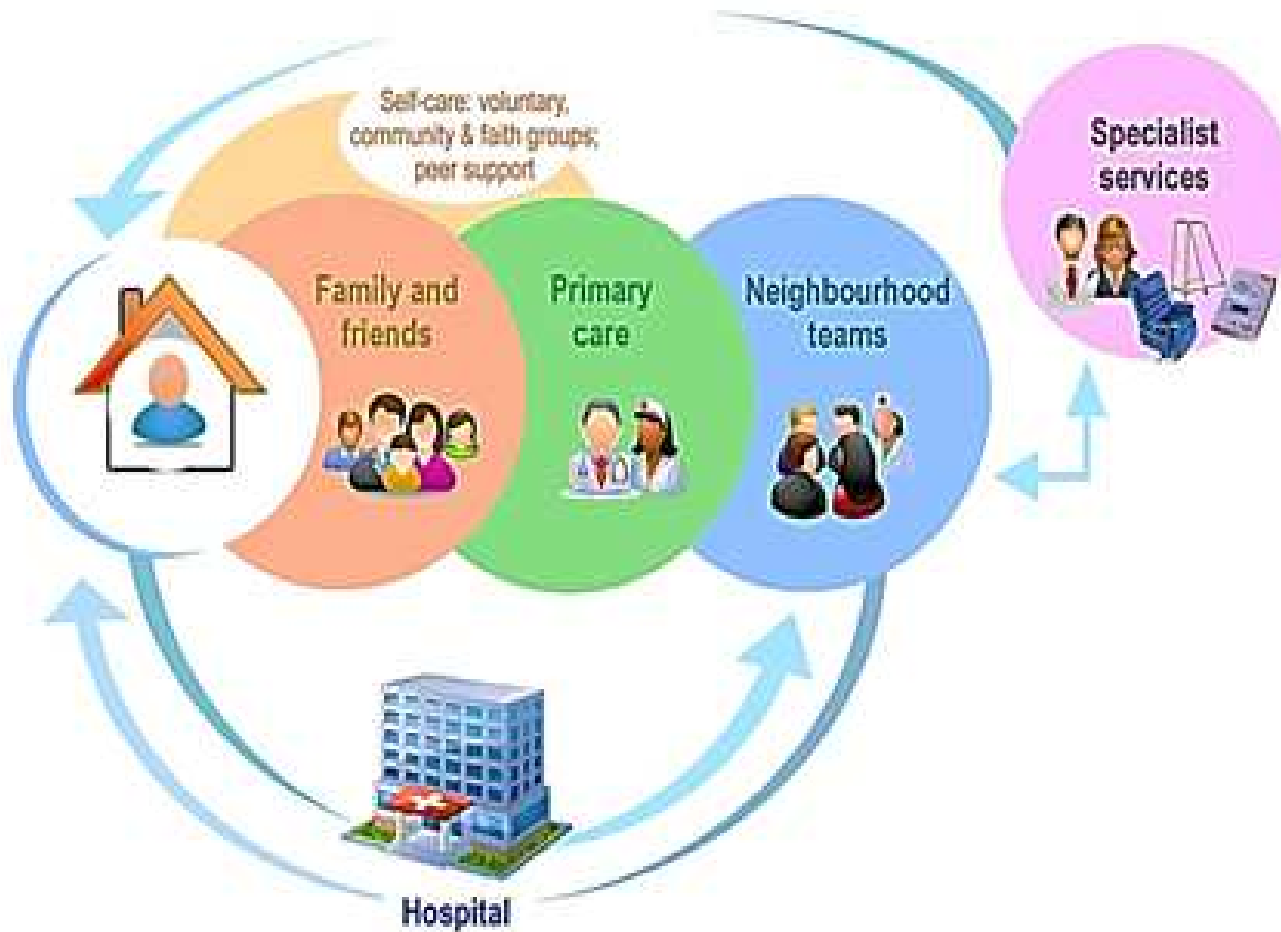 Self-care: voluntary,
community & faith groups;
peer support
Specialist
services
Family and
friends
Primary
care
Neighbourhood
teams
Hospital